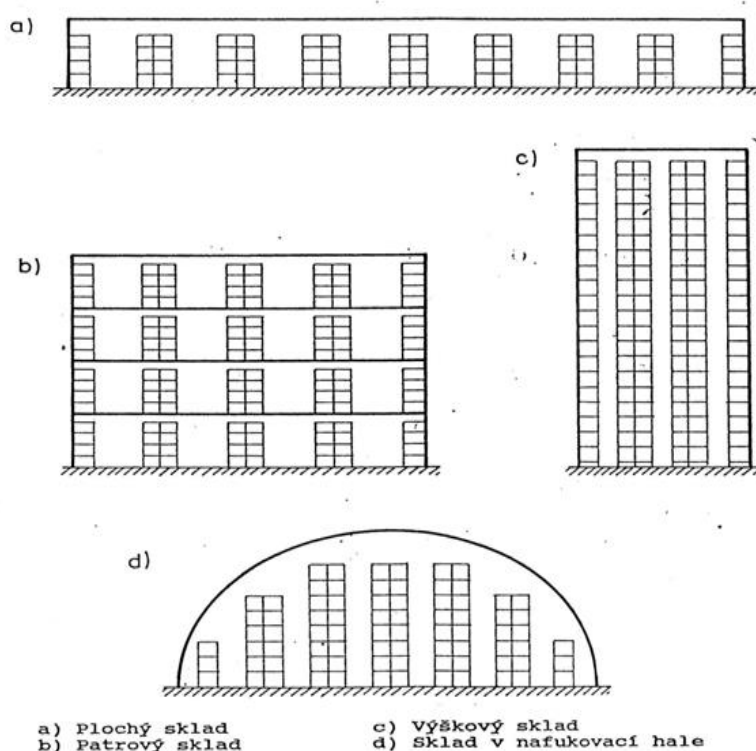 a)
c)
b)
d)
a) Plochý sklad c) Výškový sklad
b) Patrový sklad d) Sklad v nafukovací hale